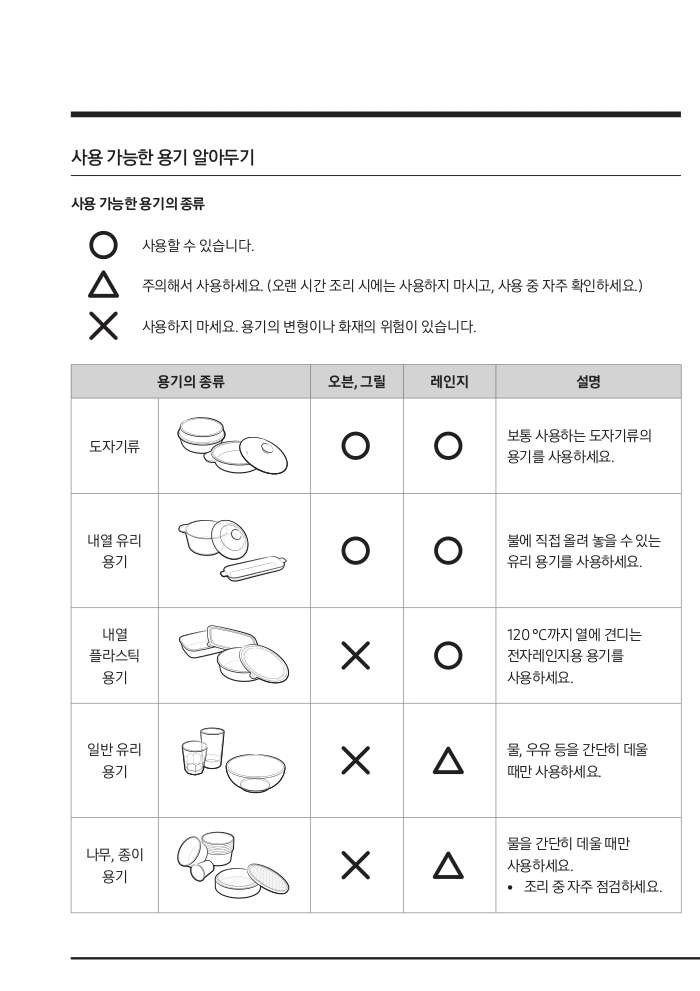 사용 가능한 용기 알아두기
사용 가능한 용기의 종류
사용할 수 있습니다.
주의해서 사용하세요. (오랜 시간 조리 시에는 사용하지 마시고, 사용 중 자주 확인하세요.)
사용하지 마세요. 용기의 변형이나 화재의 위험이 있습니다.
용기의 종류 오븐, 그릴 레인지 설명
도자기류
보통 사용하는 도자기류의
용기를 사용하세요.
내열 유리
용기
불에 직접 올려 놓을 수 있는
유리 용기를 사용하세요.
내열
플라스틱
용기
120 °C까지 열에 견디는
전자레인지용 용기를
사용하세요.
일반 유리
용기
물, 우유 등을 간단히 데울
때만 사용하세요.
나무, 종이
용기
물을 간단히 데울 때만
사용하세요.
• 조리 중 자주 점검하세요.